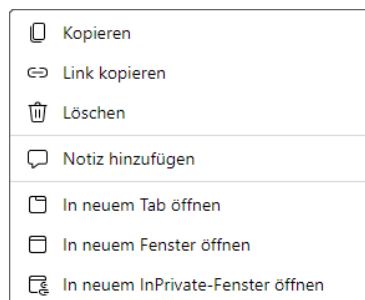 Kopieren
Link kopieren
Löschen
Notiz hinzufügen
In neuem Tab öffnen
In neuem Fenster öffnen
In neuem InPrivate-Fenster öffnen